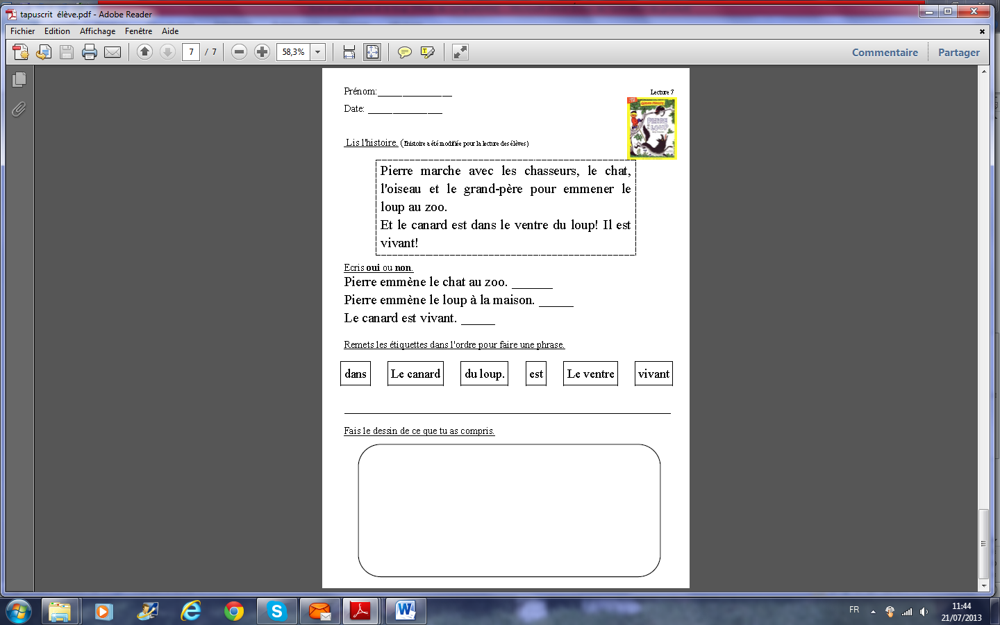 tapuscrit élève.pdf - Adobe Reader
Fichier Edition Affichage Fenêtre Aide
7 / 7 58,3% Commentaire Partager
Prénom:_______________
Lecture 7
Date: _______________
PIERRE
LOUP
Lis l'histoire. (l'histoire a été modifiée pour la lecture des élèves)
Pierre marche avec les chasseurs, le chat,
l'oiseau et le grand-père pour emmener le
loup au zoo.
Et le canard est dans le ventre du loup! Il est
vivant!
Ecris oui ou non.
Pierre emmène le chat au zoo. ______
Pierre emmène le loup à la maison. _____
Le canard est vivant. _____
Remets les étiquettes dans l'ordre pour faire une phrase.
dans Le canard du loup. est Le ventre vivant
Fais le dessin de ce que tu as compris.
FR 11:44
21/07/2013